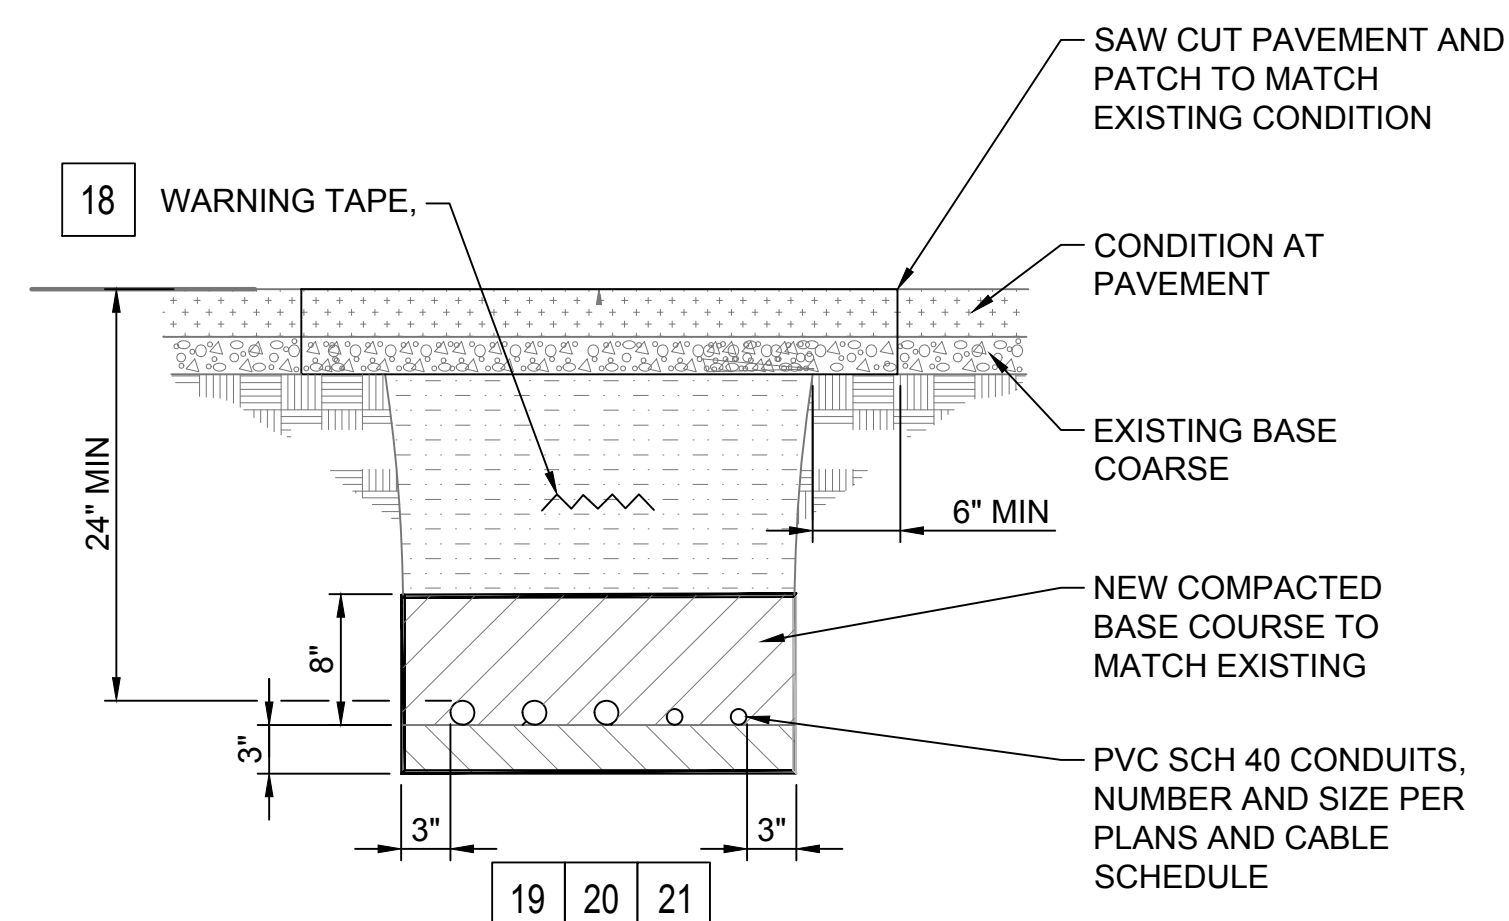 SAW CUT PAVEMENT AND
PATCH TO MATCH
EXISTING CONDITION
18 WARNING TAPE,
CONDITION AT
PAVEMENT
EXISTING BASE
COARSE
24" MIN
6" MIN
NEW COMPACTED
BASE COURSE TO
MATCH EXISTING
8"
3"
PVC SCH 40 CONDUITS,
NUMBER AND SIZE PER
PLANS AND CABLE
SCHEDULE
3" 3"
19 20 21